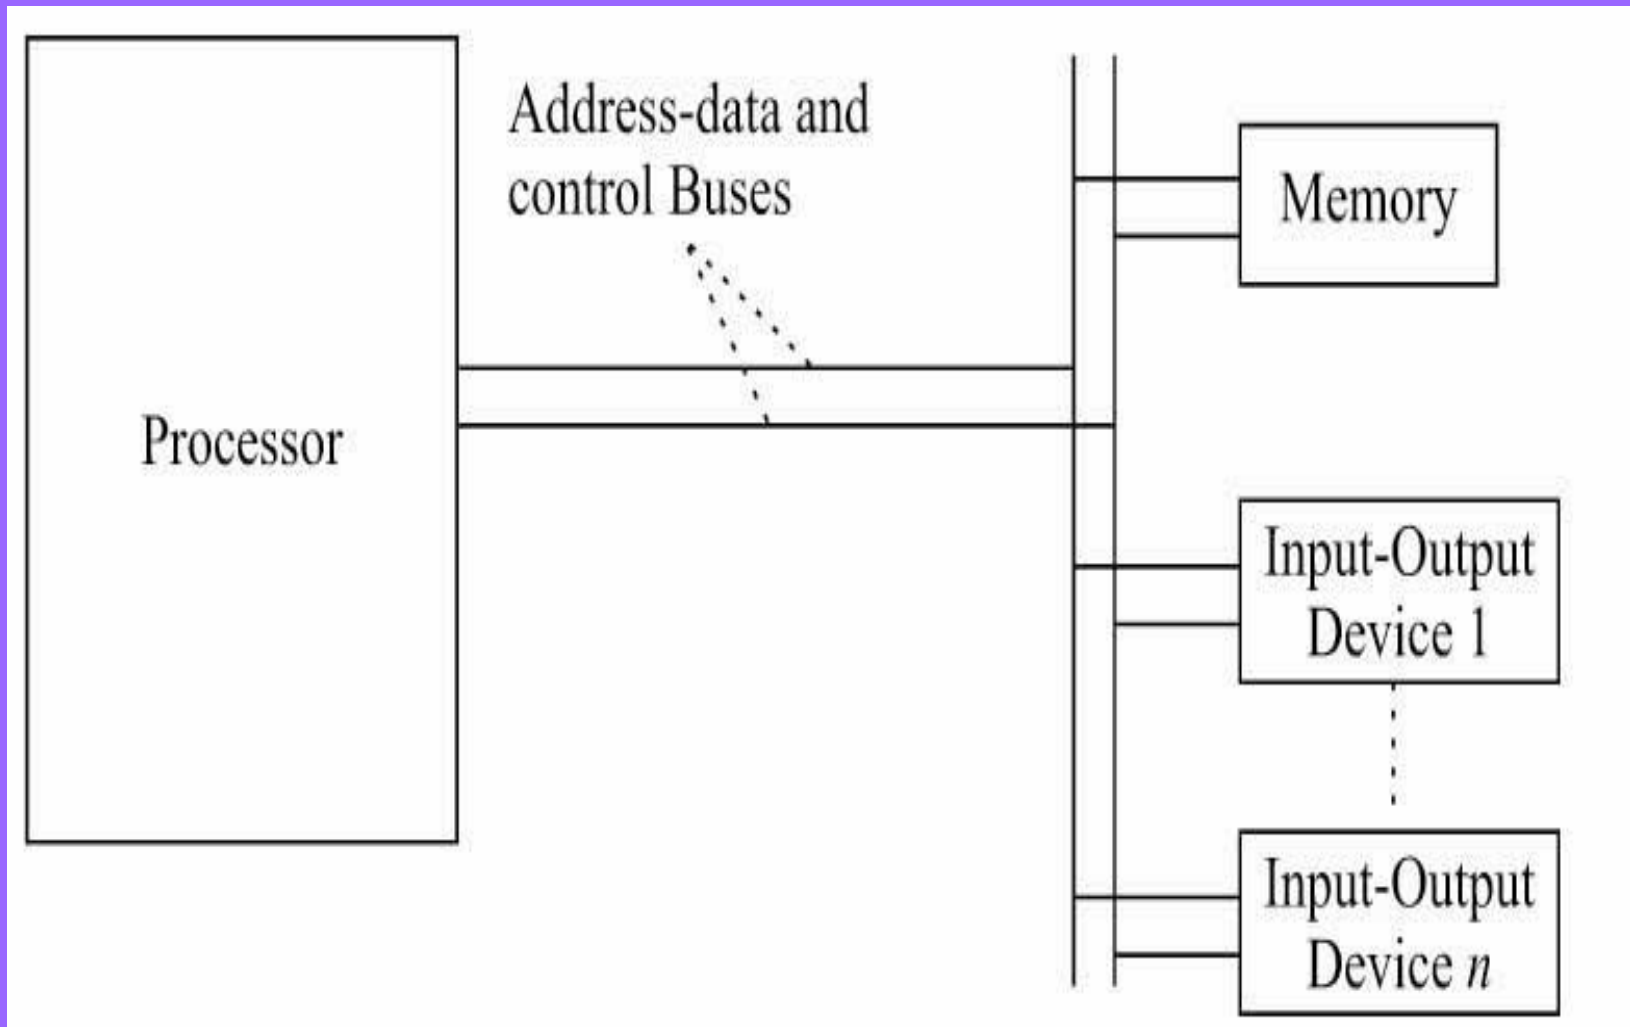 Address-data and
control Buses
Memory
Processor
Input-Output
Device 1
Input-Output
Device n